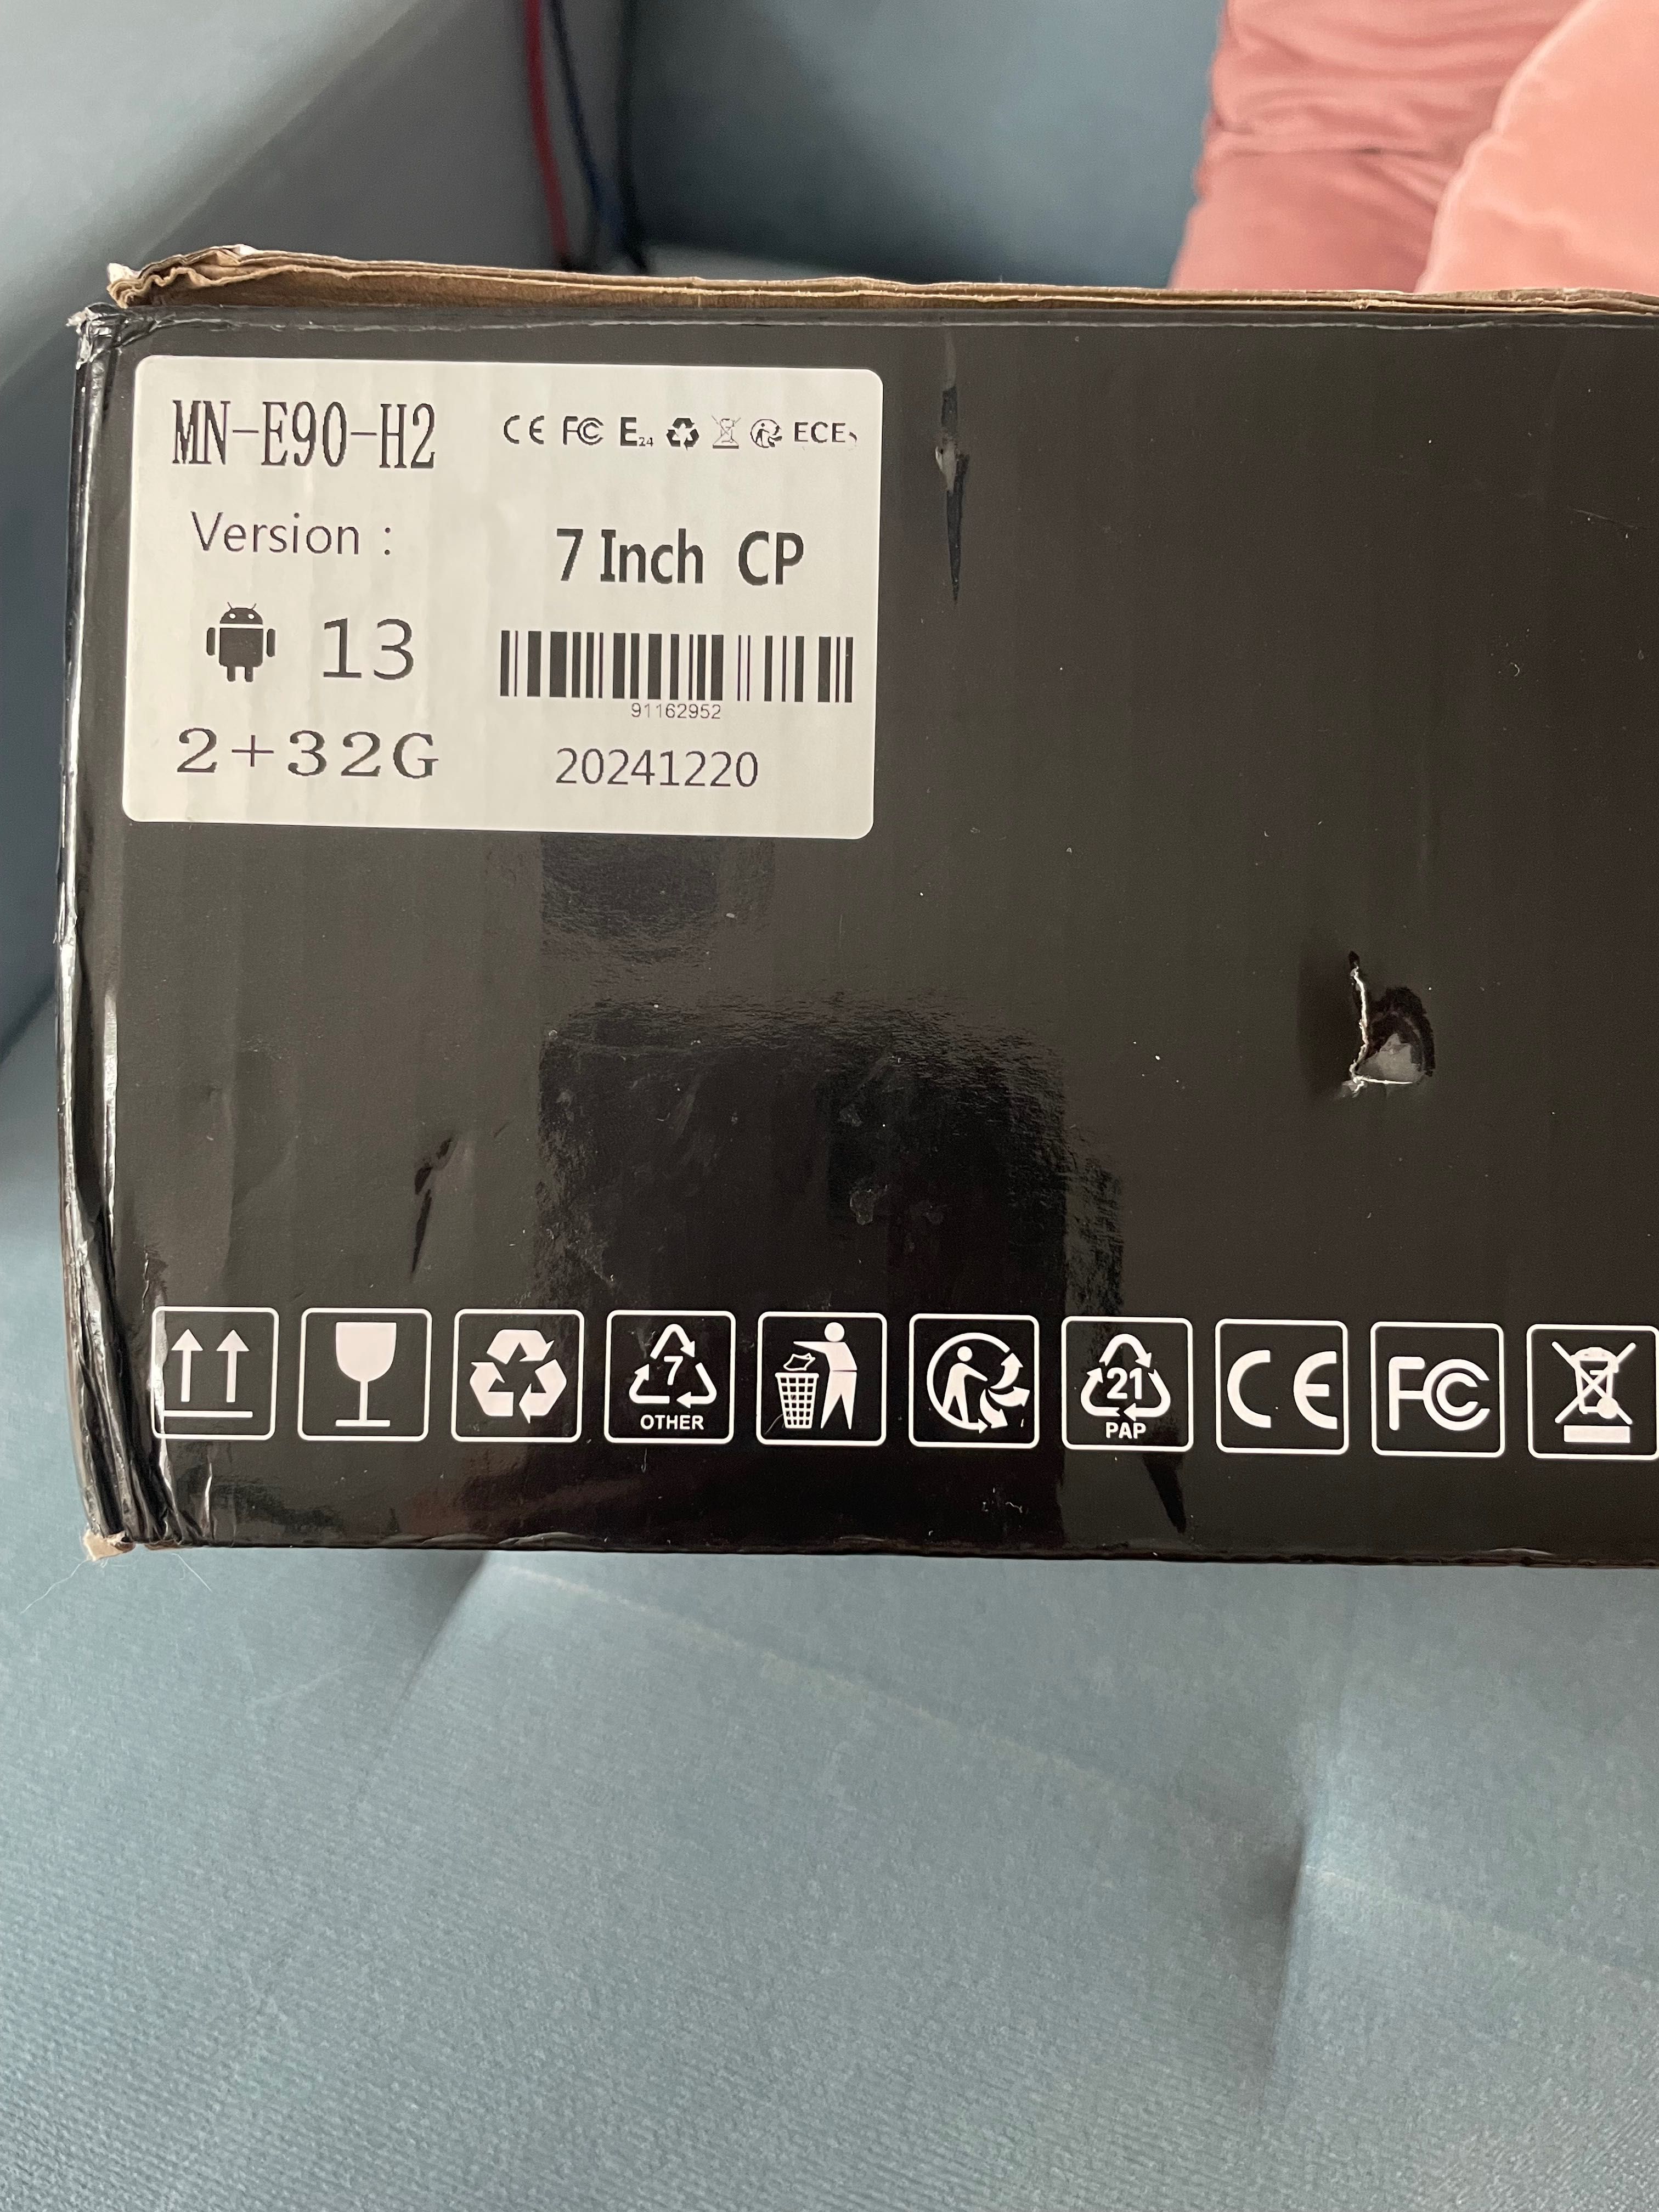 MN-E90-H2
CE FC E24 ECE
Version :
7 Inch CP
13
91162952
2+32G
20241220
7
OTHER
21
PAP
CE
FC